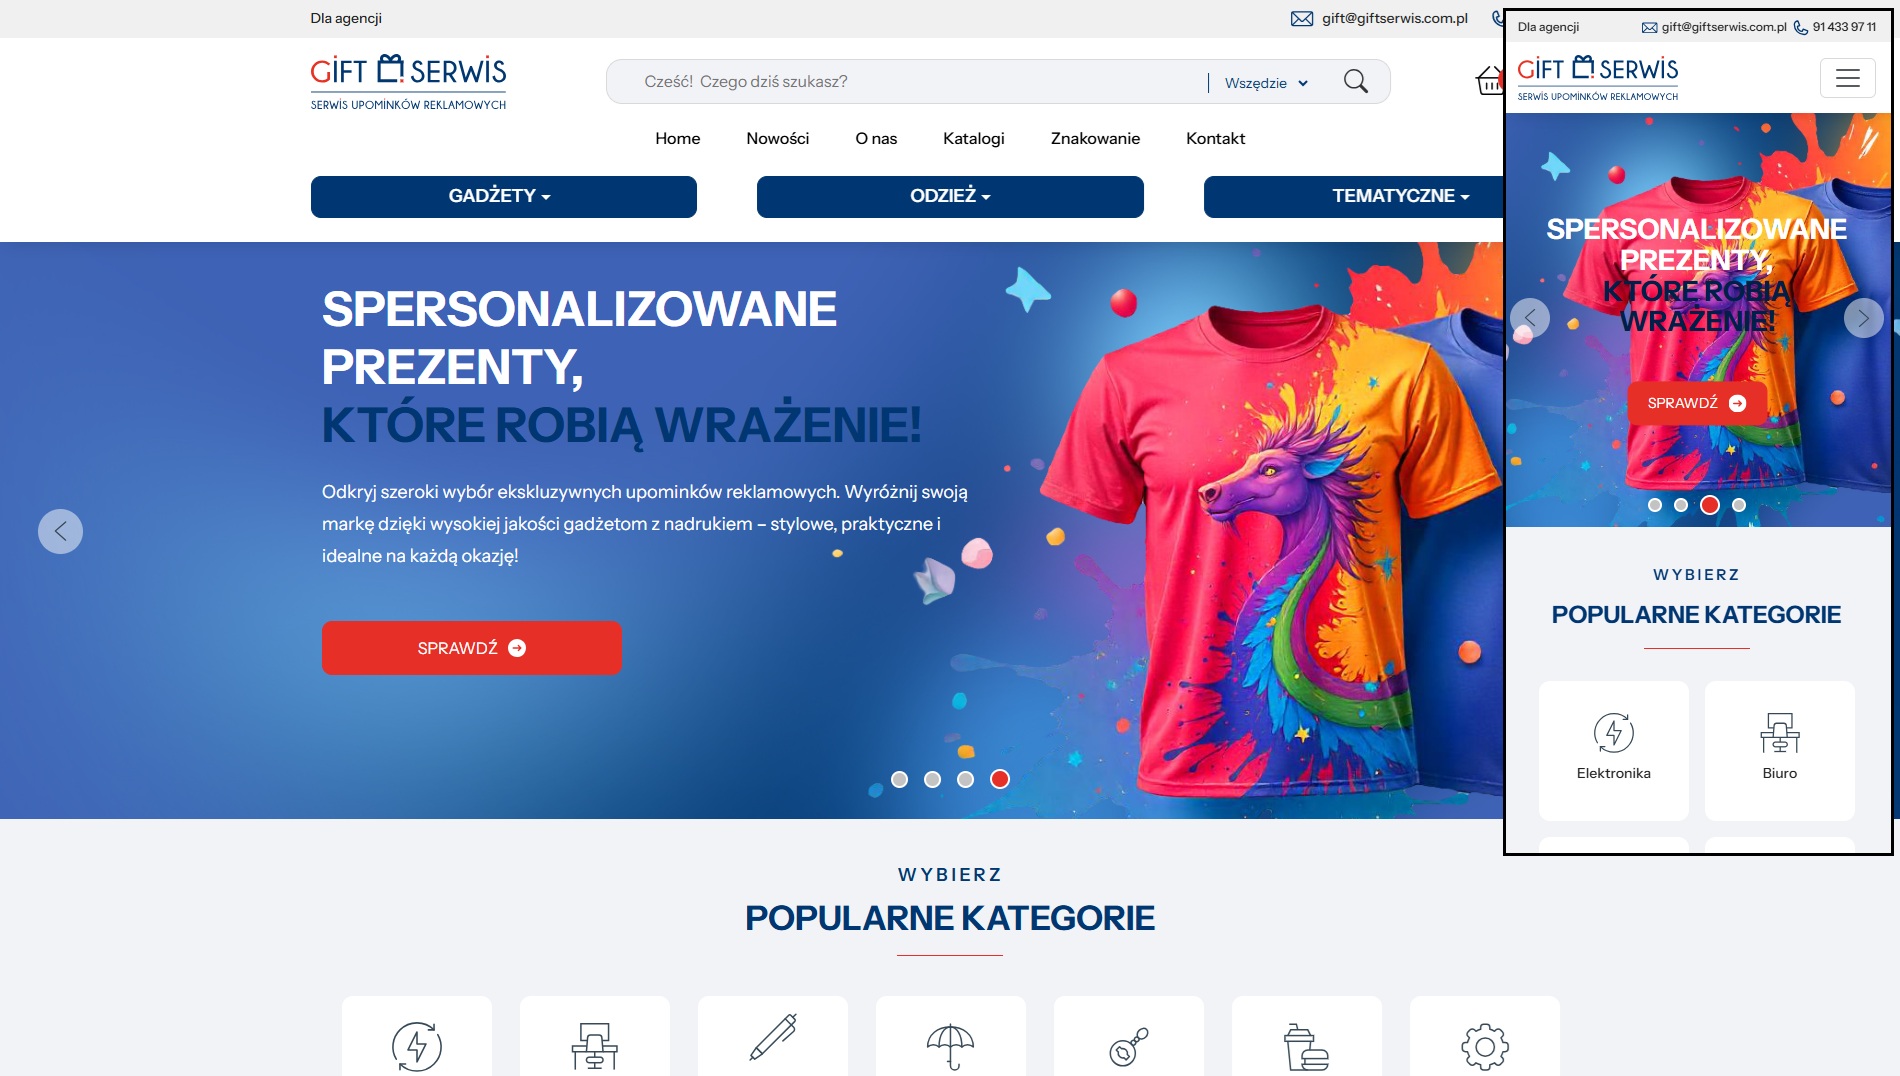 Dla agencji
gift@giftserwis.com.pl
GiFT SERWiS
SERWiS UPOMiNKÓW REKLAMOWYCH
Cześć! Czego dziś szukasz?
Wszędzie
Home Nowości O nas Katalogi Znakowanie Kontakt
GADŻETY ODZIEŻ TEMATYCZNE
SPERSONALIZOWANE
PREZENTY,
KTÓRE ROBIĄ WRAŻENIE!
Odkryj szeroki wybór ekskluzywnych upominków reklamowych. Wyróżnij swoją
markę dzięki wysokiej jakości gadżetom z nadrukiem – stylowe, praktyczne i
idealne na każdą okazję!
SPRAWDŹ
WYBIERZ
POPULARNE KATEGORIE
Dla agencji gift@giftserwis.com.pl 91 433 97 11
GiFT SERWiS
SERWiS UPOMiNKÓW REKLAMOWYCH
SPERSONALIZOWANE
PREZENTY,
KTÓRE ROBIĄ
WRAŻENIE!
SPRAWDŹ
WYBIERZ
POPULARNE KATEGORIE
Elektronika Biuro